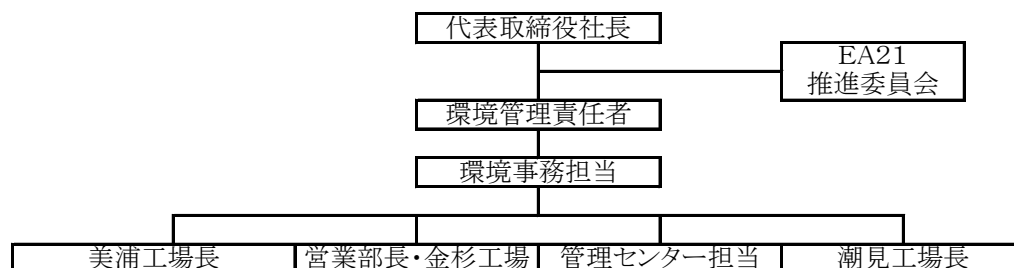 代表取締役社長
EA21
推進委員会
環境管理責任者
環境事務担当
美浦工場長
営業部長・金杉工場
管理センター担当
潮見工場長